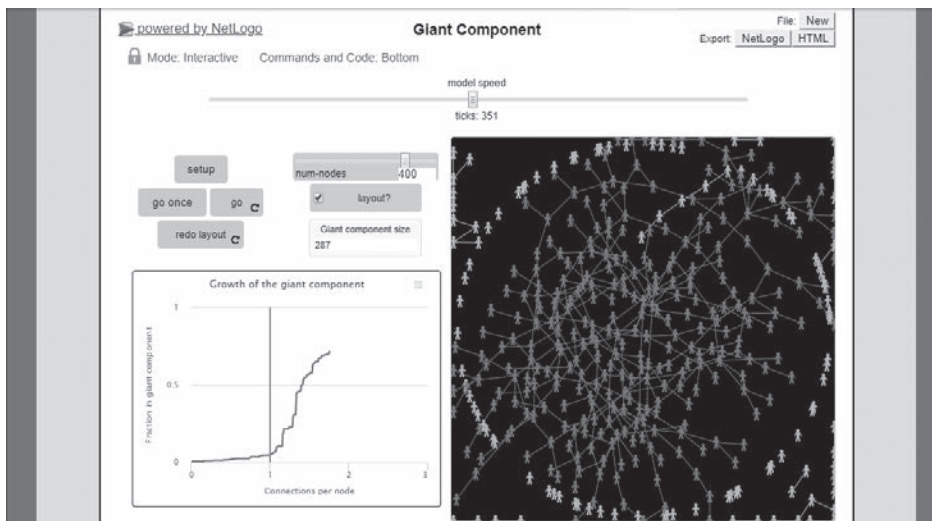 powered by NetLogo
Giant Component
File: New
Export: NetLogo HTML
Mode: Interactive Commands and Code: Bottom
model speed
ticks: 351
setup
num-nodes 400
go once go
layout?
redo layout
Giant component size
287
Growth of the giant component
Fraction in giant component
1
0.5
0
0 1 2 3
Connections per node